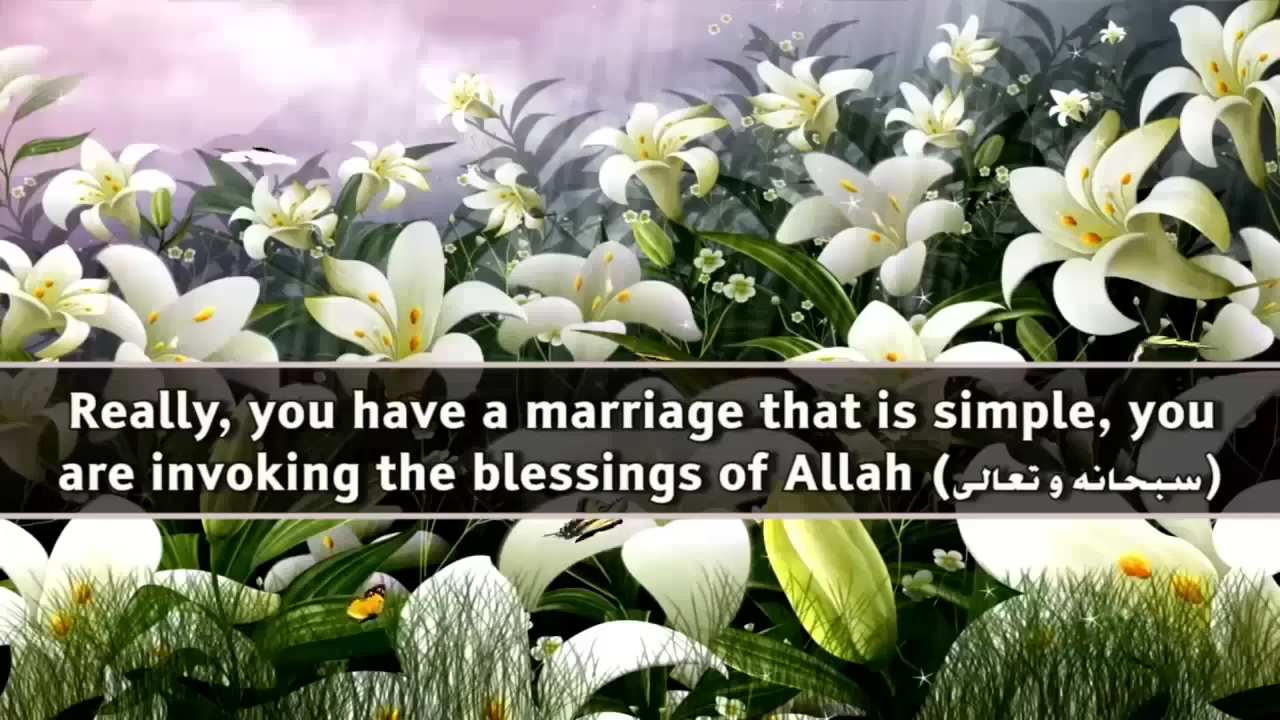 Really, you have a marriage that is simple, you
are invoking the blessings of Allah (سبحانه و تعالى)